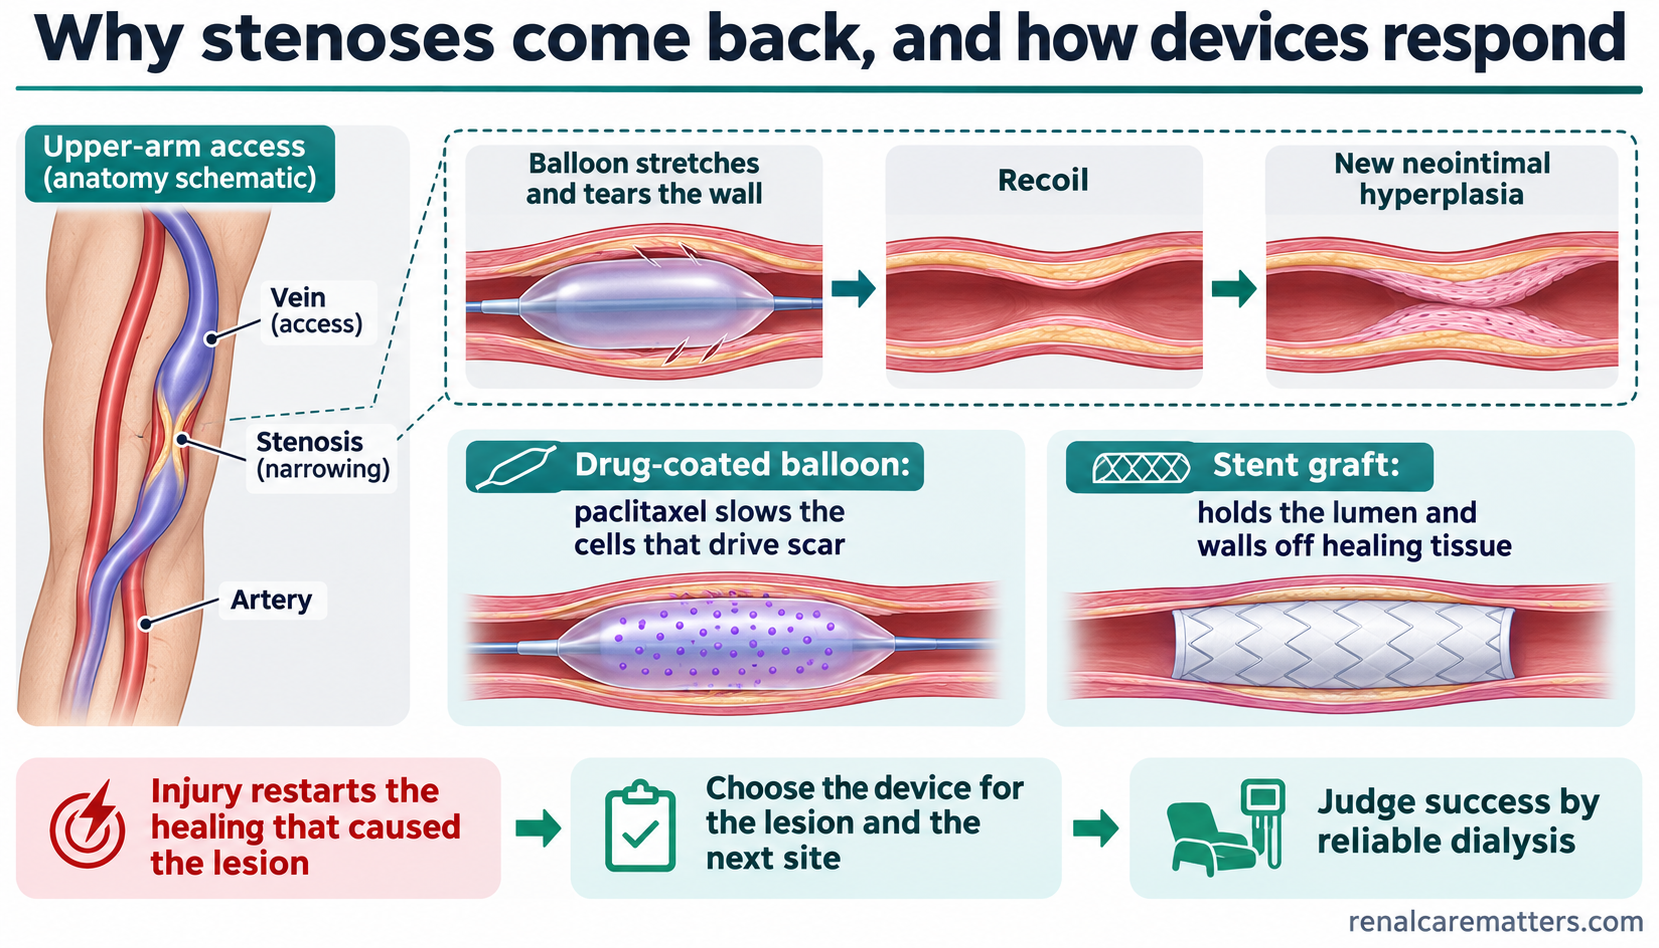 Why stenoses come back, and how devices respond
Upper-arm access
(anatomy schematic)
Vein
(access)
Stenosis
(narrowing)
Artery
Balloon stretches
and tears the wall
Recoil
New neointimal
hyperplasia
Drug-coated balloon:
paclitaxel slows the
cells that drive scar
Stent graft:
holds the lumen and
walls off healing tissue
Injury restarts the
healing that caused
the lesion
Choose the device for
the lesion and the
next site
Judge success by
reliable dialysis
renalcarematters.com